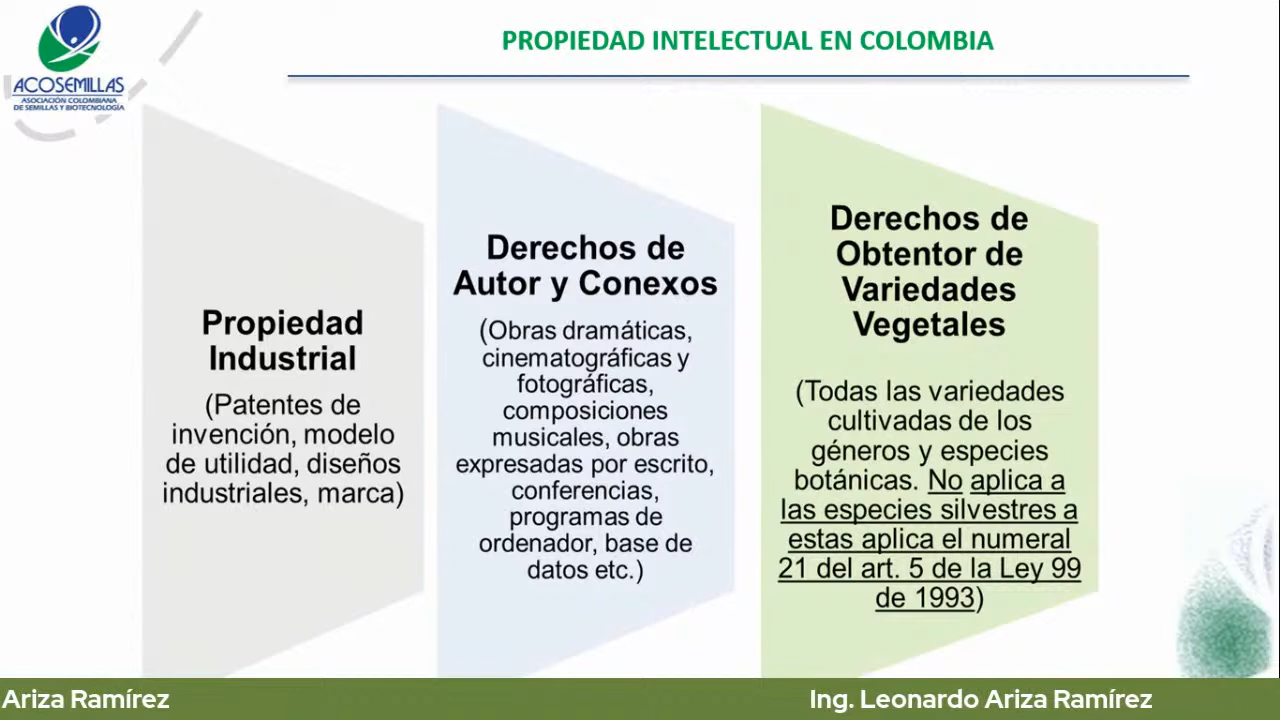 ACOSEMILLAS
ASOCIACIÓN COLOMBIANA
DE SEMILLAS Y BIOTECNOLOGÍA
PROPIEDAD INTELECTUAL EN COLOMBIA
Propiedad
Industrial
(Patentes de
invención, modelo
de utilidad, diseños
industriales, marca)
Derechos de
Autor y Conexos
(Obras dramáticas,
cinematográficas y
fotográficas,
composiciones
musicales, obras
expresadas por escrito,
conferencias,
programas de
ordenador, base de
datos etc.)
Derechos de
Obtentor de
Variedades
Vegetales
(Todas las variedades
cultivadas de los
géneros y especies
botánicas. No aplica a
las especies silvestres a
estas aplica el numeral
21 del art. 5 de la Ley 99
de 1993)
Ariza Ramírez
Ing. Leonardo Ariza Ramírez